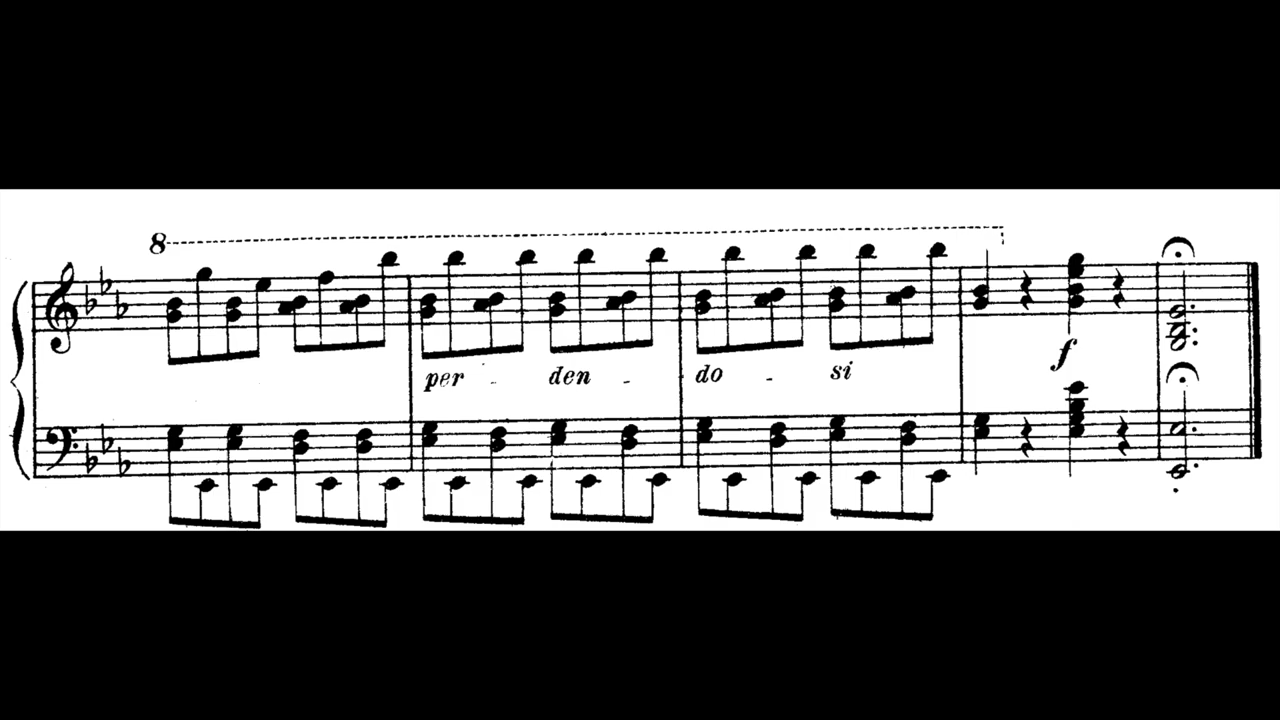 8
per - den - do - si
f